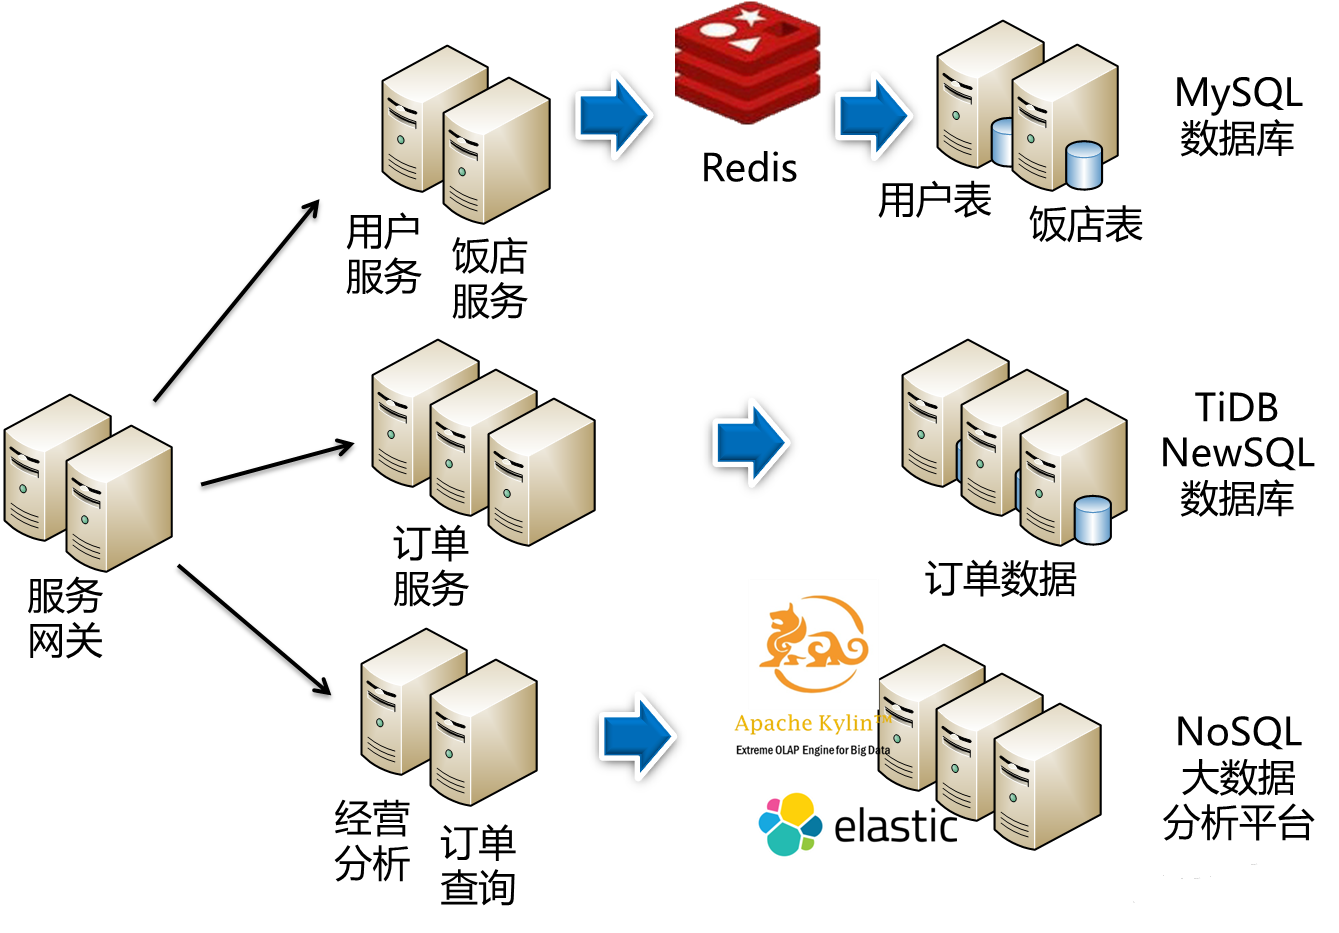 Redis
MySQL
数据库
用户表
饭店表
用户
服务
饭店
服务
TiDB
NewSQL
数据库
订单
服务
订单数据
服务
网关
Apache Kylin™
Extreme OLAP Engine for Big Data
elastic
NoSQL
大数据
分析平台
经营
分析
订单
查询